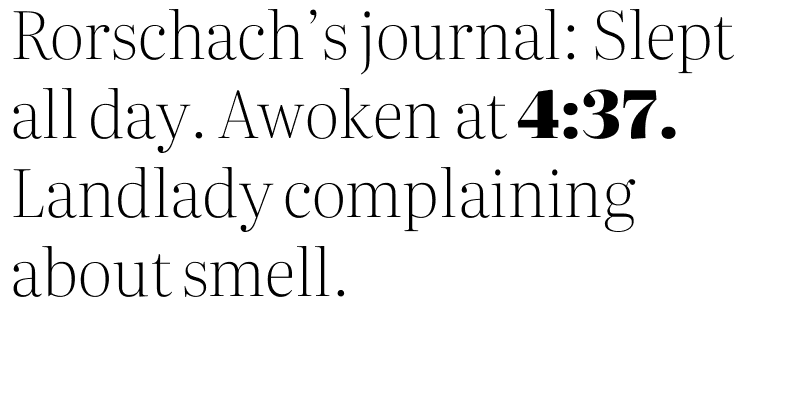 Rorschach’s journal: Slept
all day. Awoken at 4:37.
Landlady complaining
about smell.